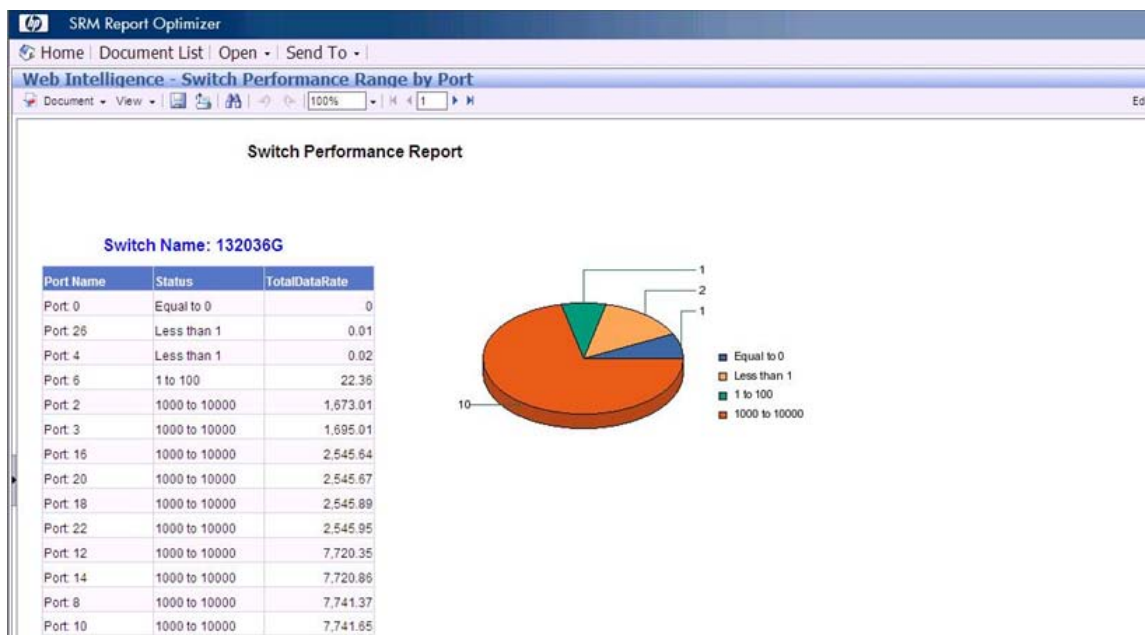 hp SRM Report Optimizer
Home | Document List | Open | Send To |
Web Intelligence - Switch Performance Range by Port
Document View 100% 1 Ed
Switch Performance Report
Switch Name: 132036G
Port Name Status TotalDataRate
Port: 0 Equal to 0 0
Port: 26 Less than 1 0.01
Port: 4 Less than 1 0.02
Port: 6 1 to 100 22.36
Port: 2 1000 to 10000 1,673.01
Port: 3 1000 to 10000 1,695.01
Port: 16 1000 to 10000 2,545.64
Port: 20 1000 to 10000 2,545.67
Port: 18 1000 to 10000 2,545.89
Port: 22 1000 to 10000 2,545.95
Port: 12 1000 to 10000 7,720.35
Port: 14 1000 to 10000 7,720.86
Port: 8 1000 to 10000 7,741.37
Port: 10 1000 to 10000 7,741.65
1
2
1
10
Equal to 0
Less than 1
1 to 100
1000 to 10000